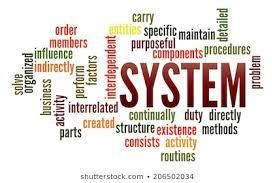 carry
order
entities
specific
maintain
detailed
members
purposeful
influence
components
procedures
indirectly
interdependent
solve
organized
business
perform
factors
SYSTEM
problem
activity
interrelated
continually
duty
directly
created
structure
existence
methods
parts
consists
activity
routines
shutterstock.com · 206502034